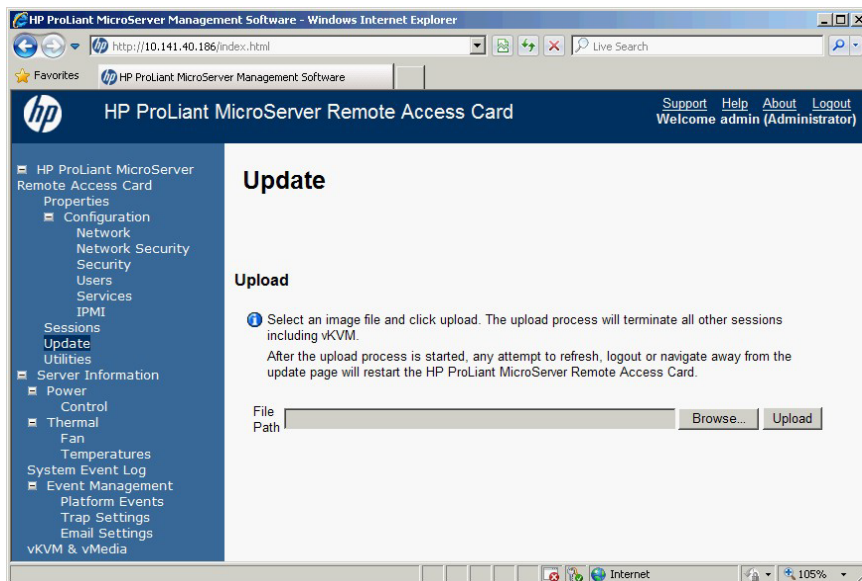 HP ProLiant MicroServer Management Software - Windows Internet Explorer
http://10.141.40.186/index.html
Live Search
Favorites
HP ProLiant MicroServer Management Software
hp
HP ProLiant MicroServer Remote Access Card
Support Help About Logout
Welcome admin (Administrator)
HP ProLiant MicroServer
Remote Access Card
Properties
Configuration
Network
Network Security
Security
Users
Services
IPMI
Sessions
Update
Utilities
Server Information
Power
Control
Thermal
Fan
Temperatures
System Event Log
Event Management
Platform Events
Trap Settings
Email Settings
vKVM & vMedia
Update
Upload
Select an image file and click upload. The upload process will terminate all other sessions
including vKVM.
After the upload process is started, any attempt to refresh, logout or navigate away from the
update page will restart the HP ProLiant MicroServer Remote Access Card.
File
Path
Browse...
Upload
Internet
105%